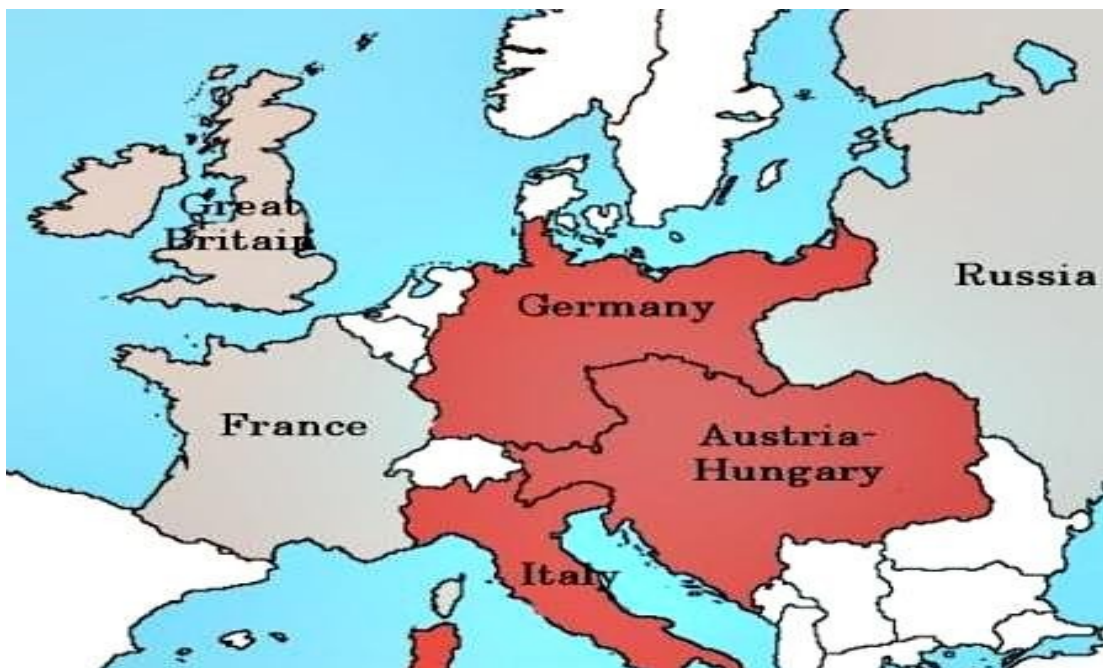 Great
Britain
Russia
Germany
France
Austria-
Hungary
Italy